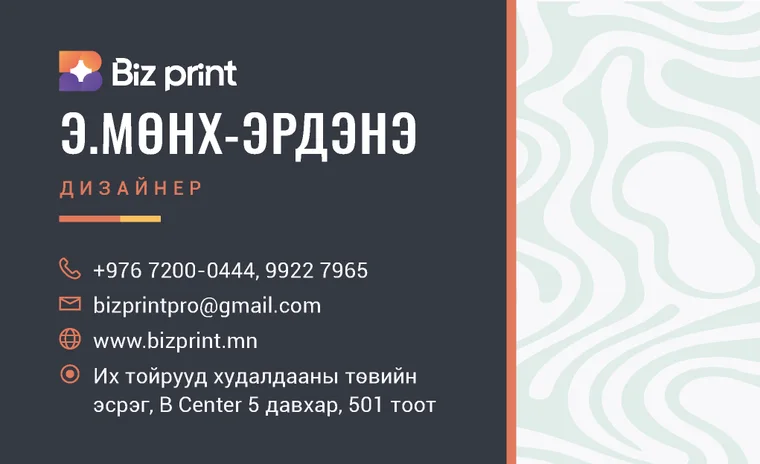 Biz print
Э.МӨНХ-ЭРДЭНЭ
ДИЗАЙНЕР
+976 7200-0444, 9922 7965
bizprintpro@gmail.com
www.bizprint.mn
Их тойрууд худалдааны төвийн
эсрэг, B Center 5 давхар, 501 тоот